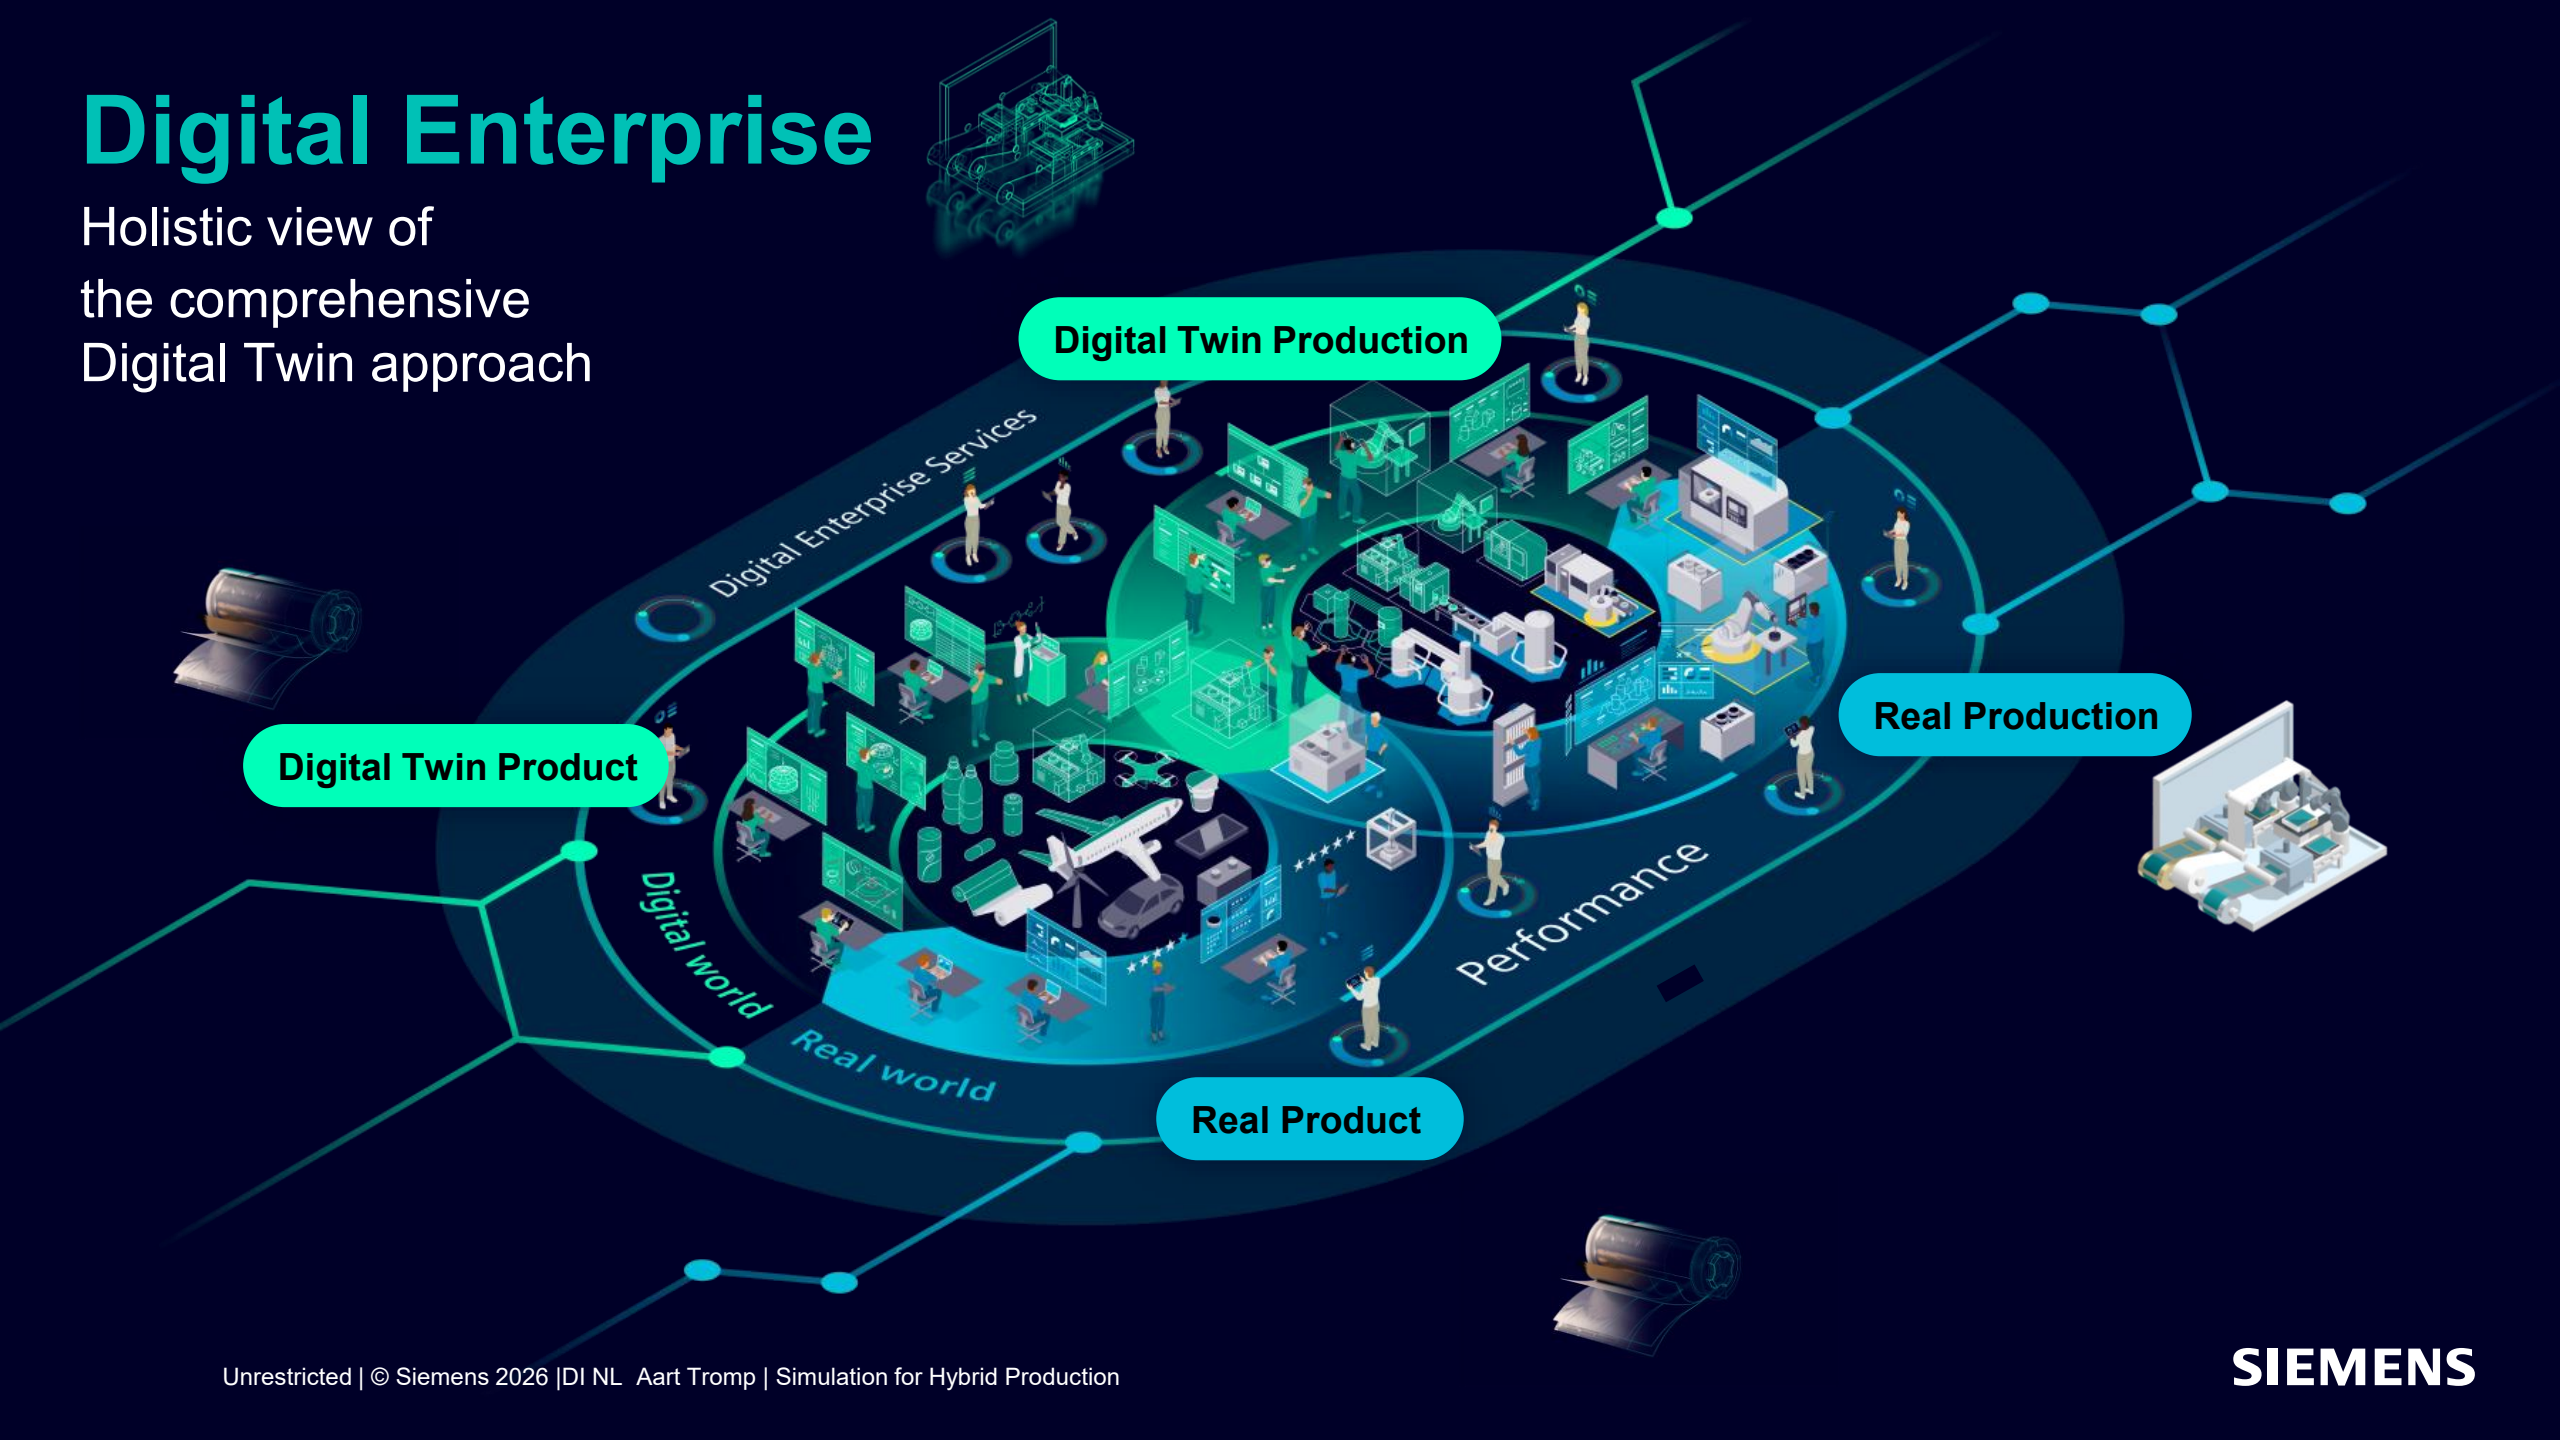 Digital Enterprise
Holistic view of
the comprehensive
Digital Twin approach
Digital Twin Production
Digital Enterprise Services
Real Production
Digital Twin Product
Performance
Digital world
Real world
Real Product
Unrestricted | © Siemens 2026 |DI NL  Aart Tromp | Simulation for Hybrid Production
SIEMENS